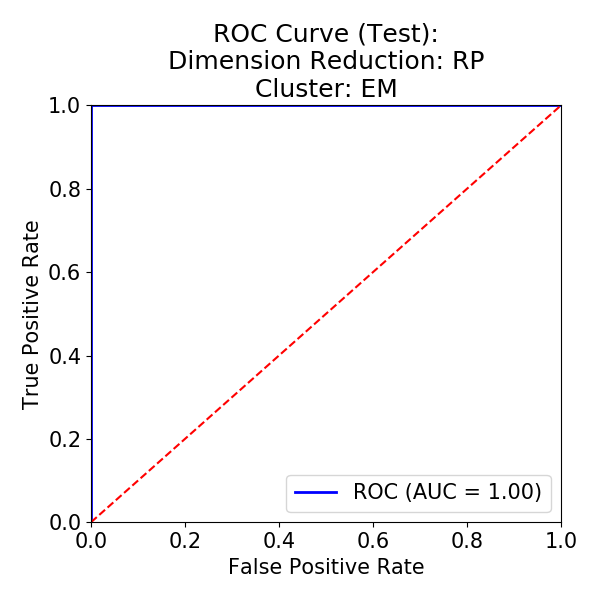 ROC Curve (Test):
Dimension Reduction: RP
Cluster: EM
True Positive Rate
1.0
0.8
0.6
0.4
0.2
0.0
ROC (AUC = 1.00)
0.0 0.2 0.4 0.6 0.8 1.0
False Positive Rate